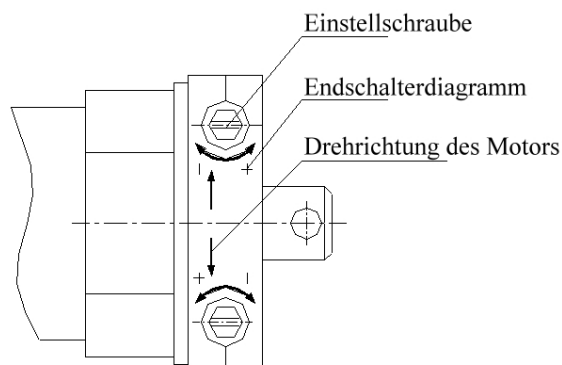 Einstellschraube
Endschalterdiagramm
Drehrichtung des Motors
- +
+ -